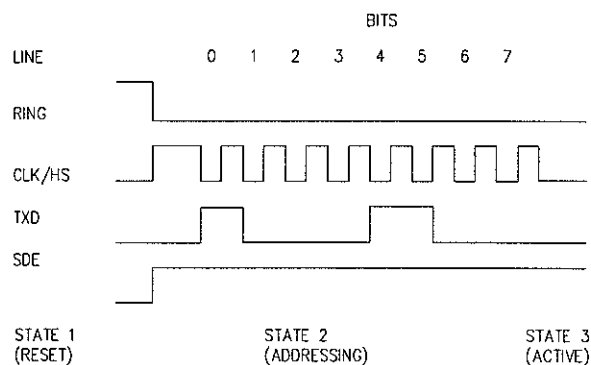 BITS
LINE 0 1 2 3 4 5 6 7
RING
CLK/HS
TXD
SDE
STATE 1 STATE 2 STATE 3
(RESET) (ADDRESSING) (ACTIVE)